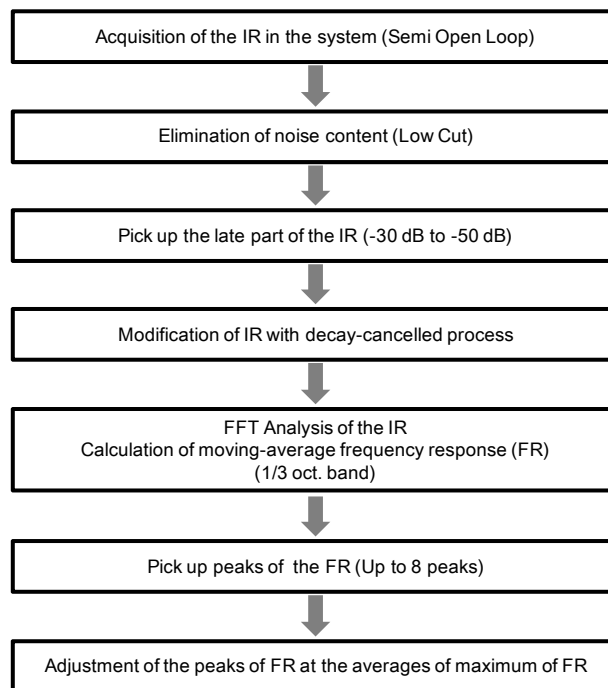 Acquisition of the IR in the system (Semi Open Loop)
Elimination of noise content (Low Cut)
Pick up the late part of the IR (-30 dB to -50 dB)
Modification of IR with decay-cancelled process
FFT Analysis of the IR
Calculation of moving-average frequency response (FR)
(1/3 oct. band)
Pick up peaks of the FR (Up to 8 peaks)
Adjustment of the peaks of FR at the averages of maximum of FR